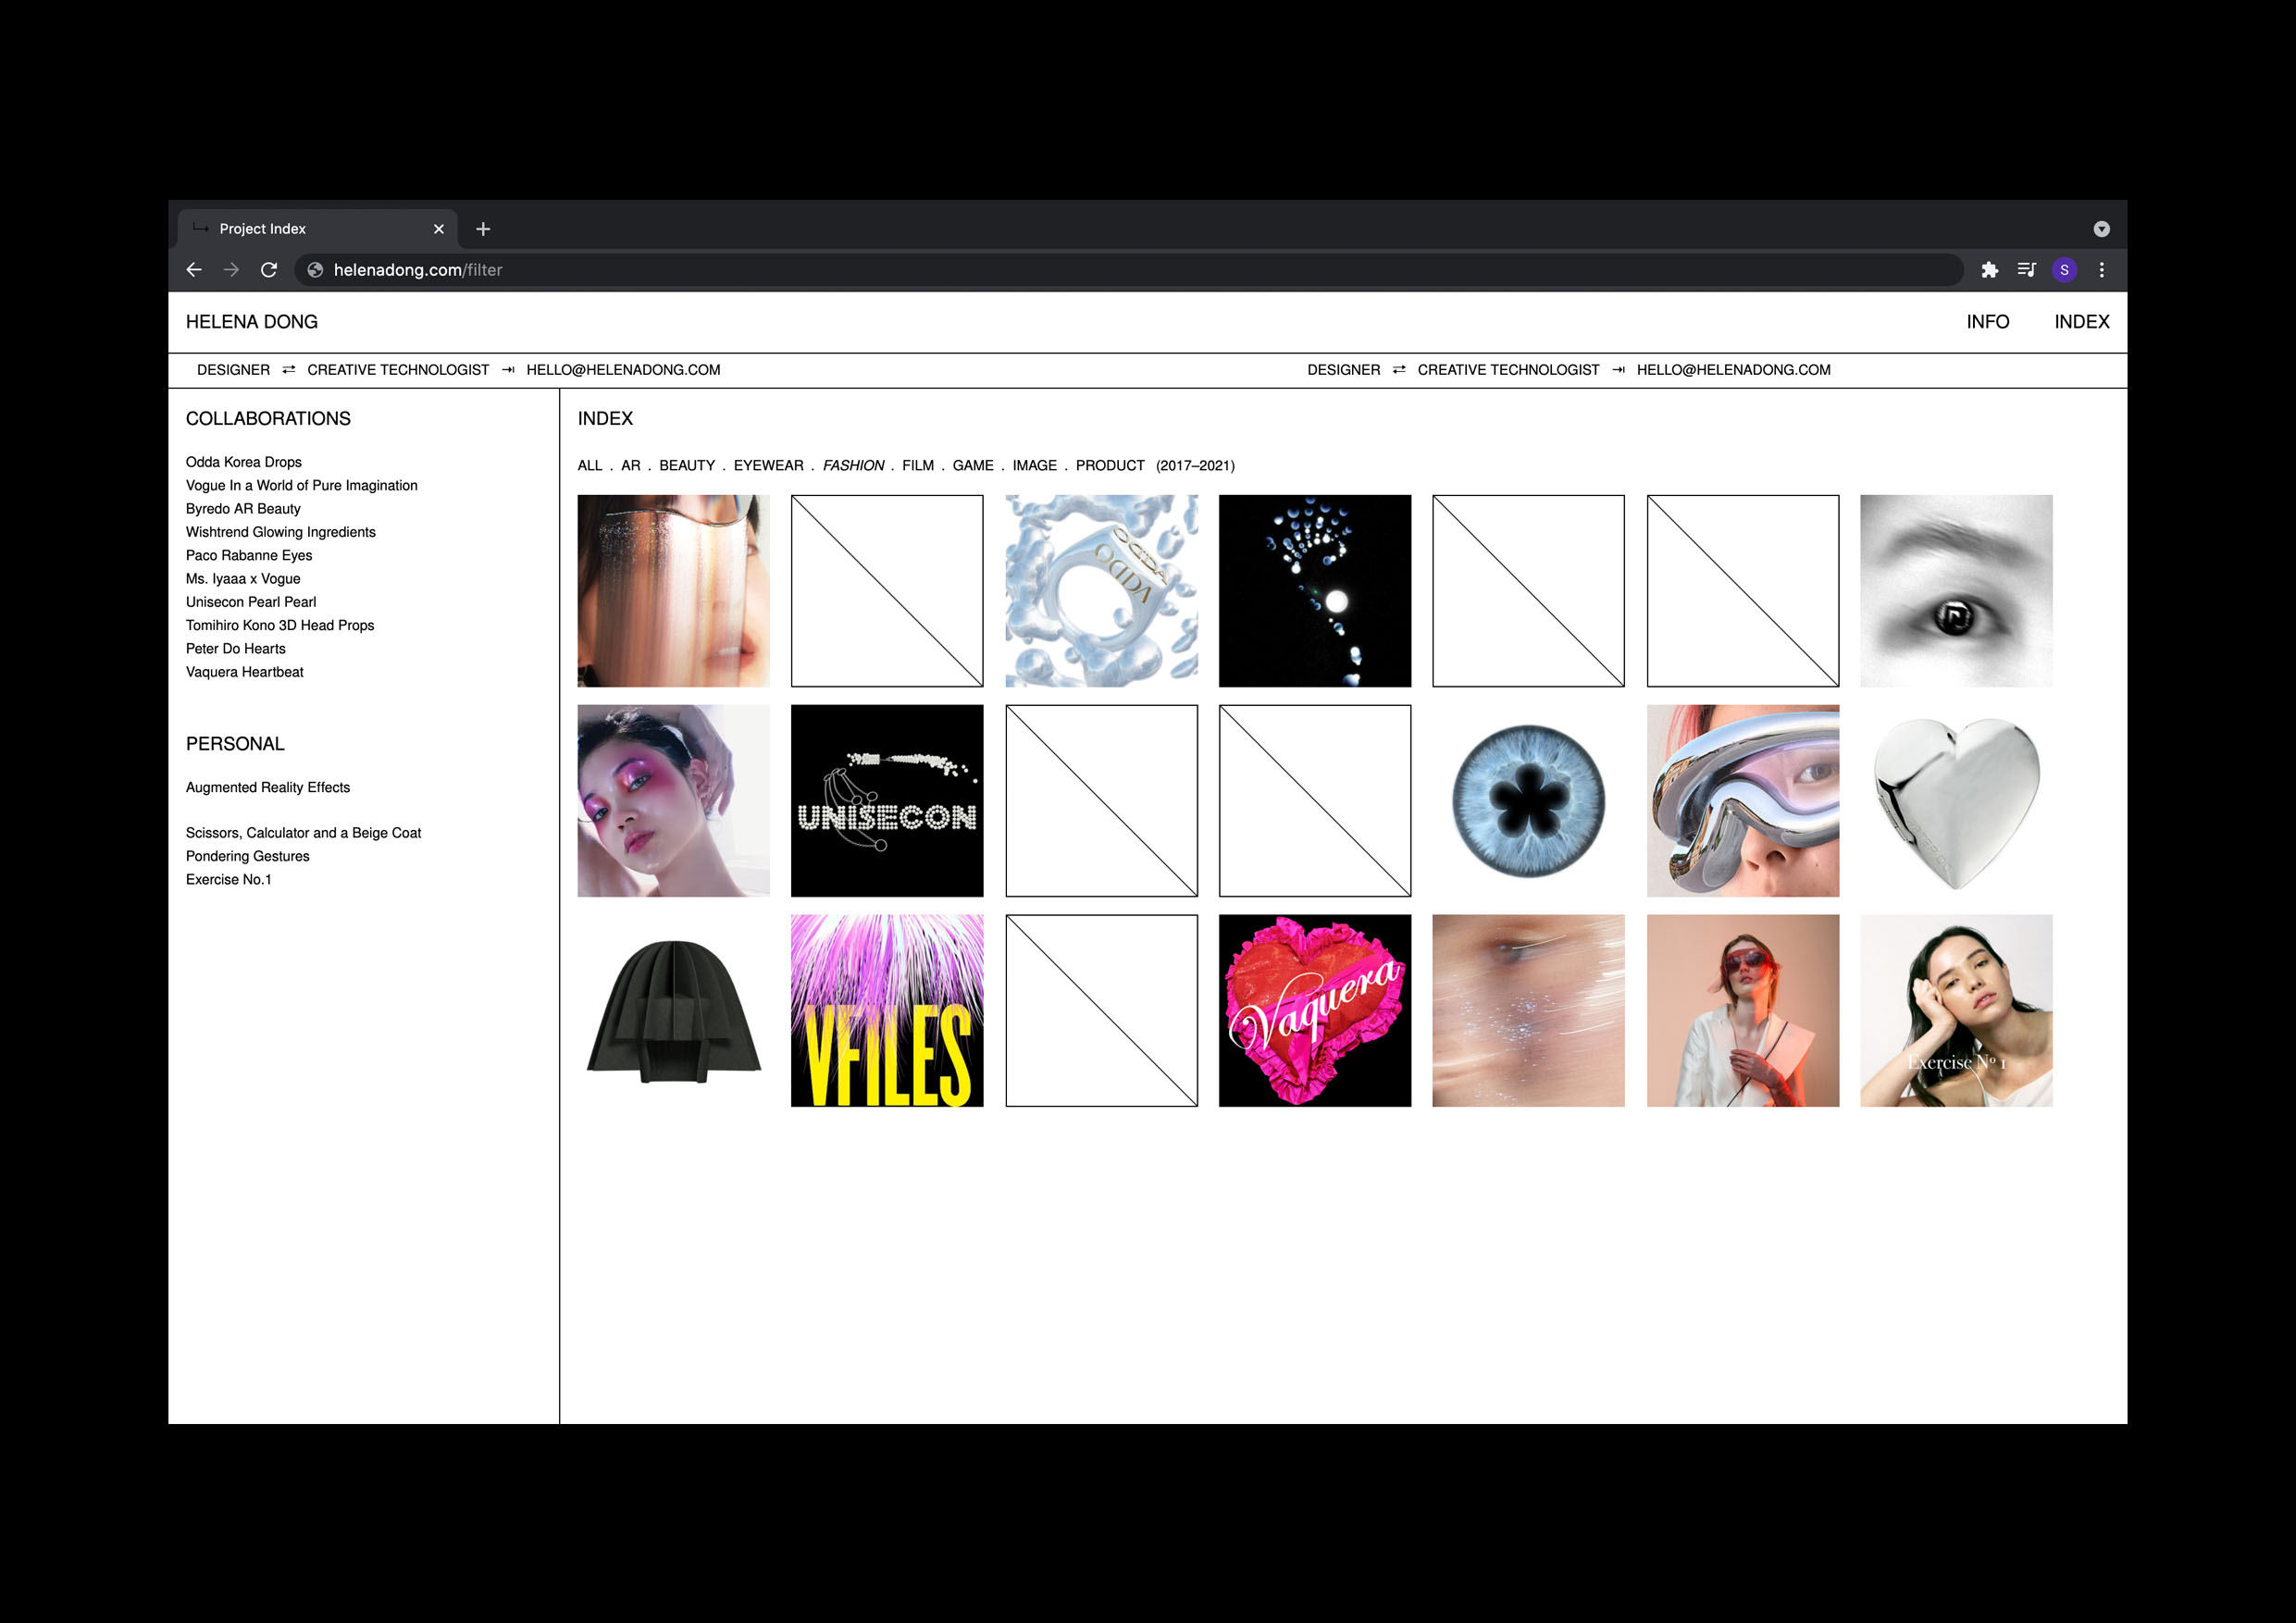 Project Index
helenadong.com/filter
S
HELENA DONG
INFO
INDEX
DESIGNER ⇄ CREATIVE TECHNOLOGIST ⇥ HELLO@HELENADONG.COM
DESIGNER ⇄ CREATIVE TECHNOLOGIST ⇥ HELLO@HELENADONG.COM
COLLABORATIONS
Odda Korea Drops
Vogue In a World of Pure Imagination
Byredo AR Beauty
Wishtrend Glowing Ingredients
Paco Rabanne Eyes
Ms. Iyaaa x Vogue
Unisecon Pearl Pearl
Tomihiro Kono 3D Head Props
Peter Do Hearts
Vaquera Heartbeat
PERSONAL
Augmented Reality Effects
Scissors, Calculator and a Beige Coat
Pondering Gestures
Exercise No.1
INDEX
ALL . AR . BEAUTY . EYEWEAR . FASHION . FILM . GAME . IMAGE . PRODUCT (2017–2021)
ODDA
ODDA
UNISECON
VFILES
Vaquera
Exercise Nº 1